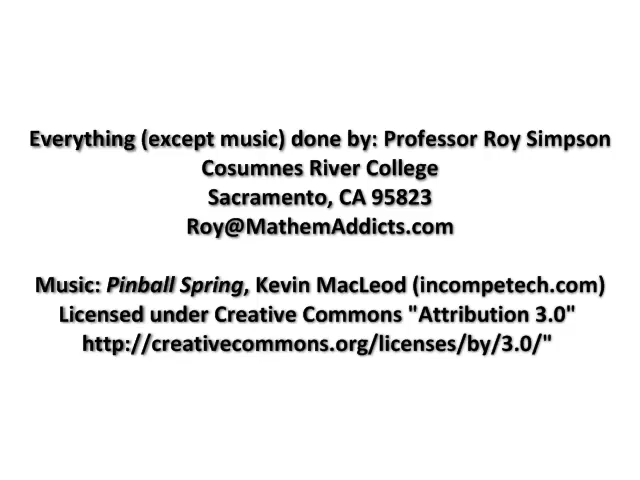 Everything (except music) done by: Professor Roy Simpson
Cosumnes River College
Sacramento, CA 95823
Roy@MathemAddicts.com
Music: Pinball Spring, Kevin MacLeod (incompetech.com)
Licensed under Creative Commons "Attribution 3.0"
http://creativecommons.org/licenses/by/3.0/"